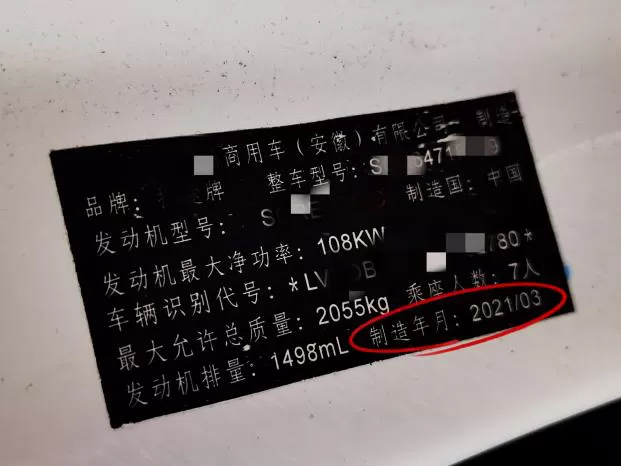 商用车（安徽）有限公司 制造
品牌： 牌 整车型号：S 6471
发动机型号： S 制造国：中国
发动机最大净功率：108KW
车辆识别代号：*LV 780*
最大允许总质量：2055kg 乘座人数：7人
发动机排量：1498mL 制造年月：2021/03